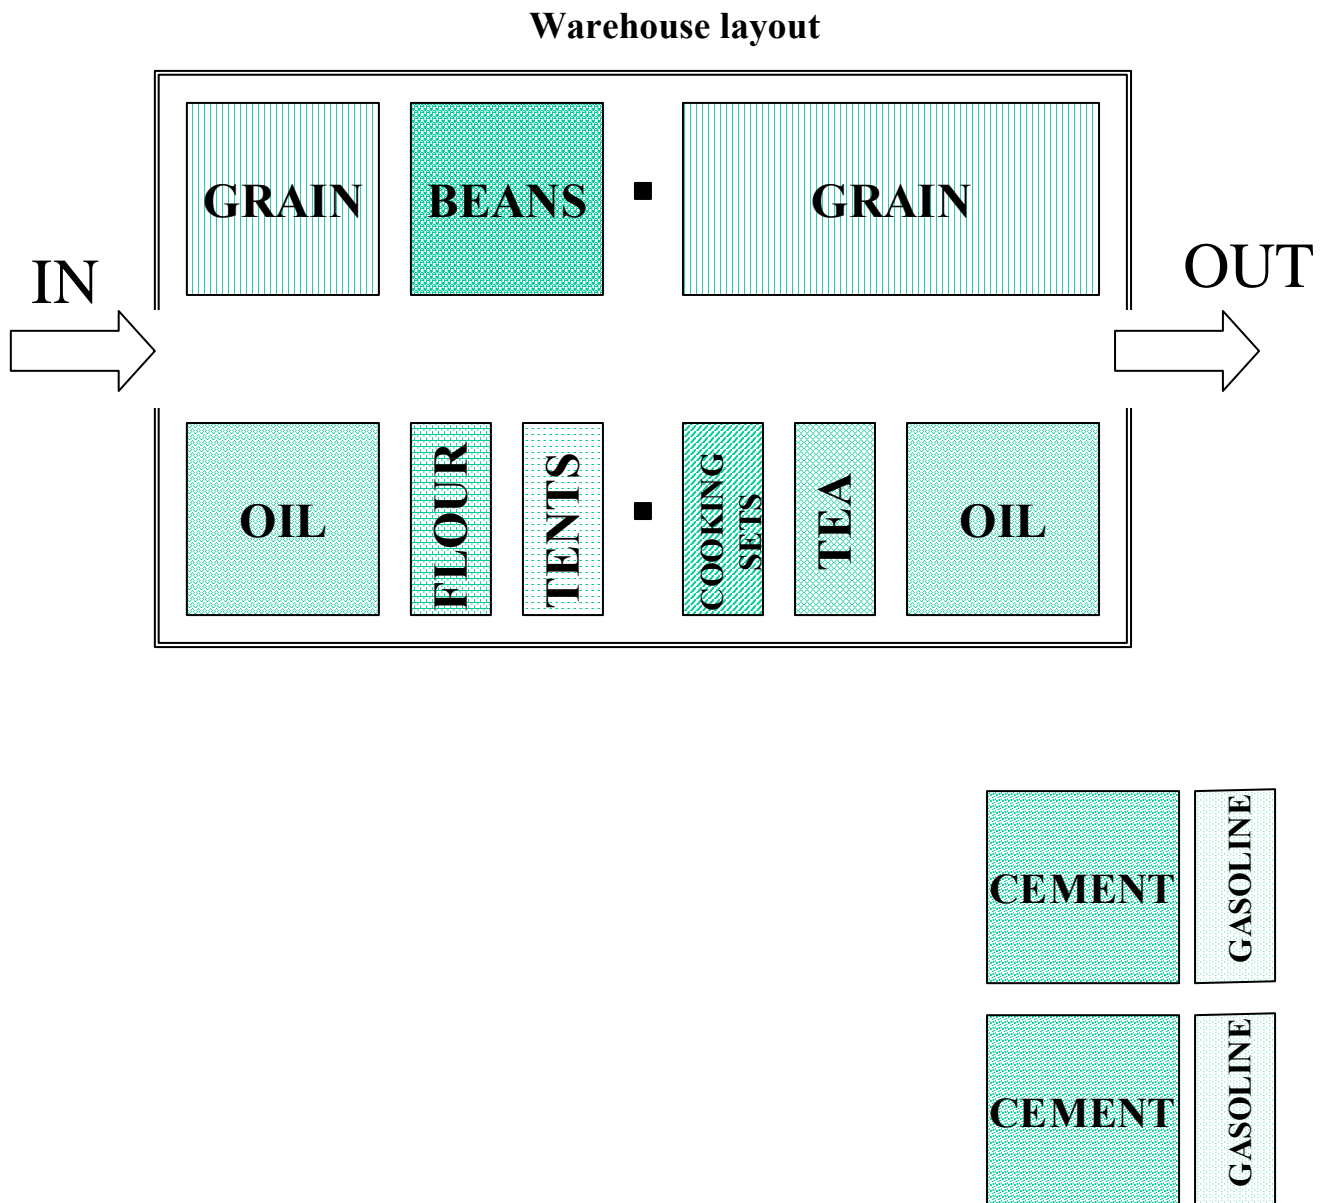 Warehouse layout
GRAIN
BEANS
GRAIN
IN
OUT
OIL
FLOUR
TENTS
COOKING
SETS
TEA
OIL
CEMENT
GASOLINE
CEMENT
GASOLINE